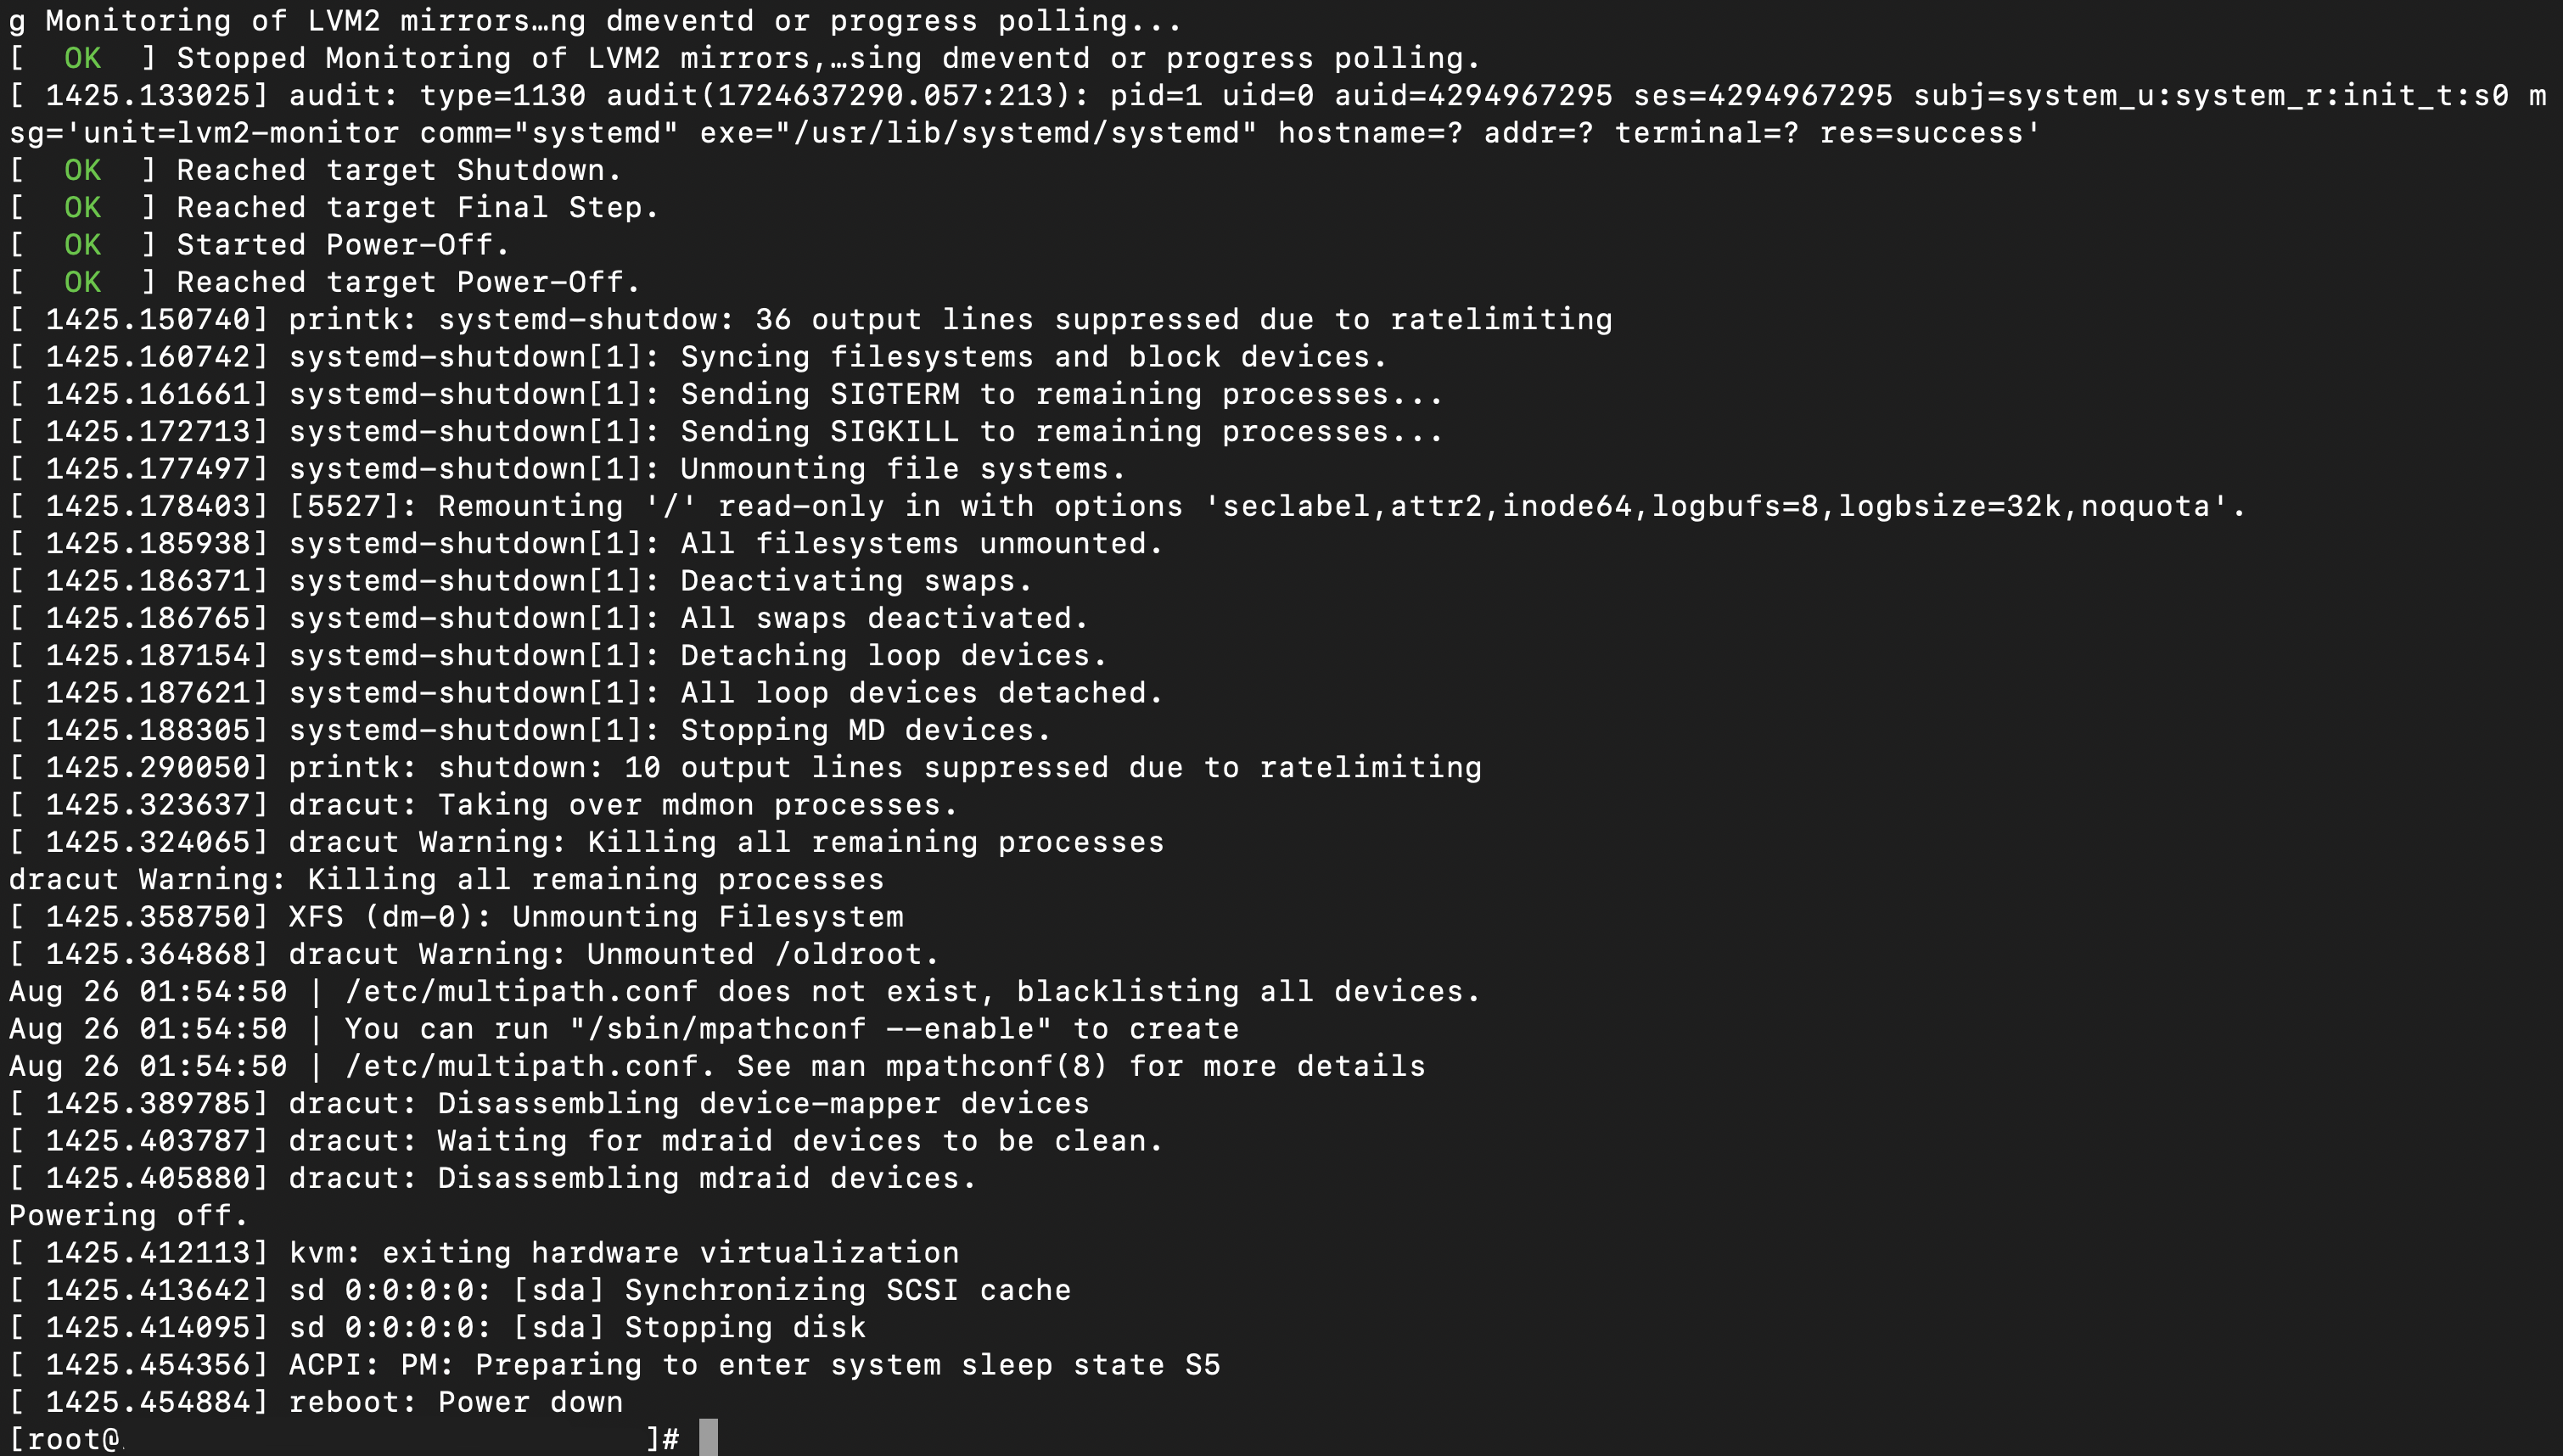 g Monitoring of LVM2 mirrors…ng dmeventd or progress polling...
[  OK  ] Stopped Monitoring of LVM2 mirrors,…sing dmeventd or progress polling.
[ 1425.133025] audit: type=1130 audit(1724637290.057:213): pid=1 uid=0 auid=4294967295 ses=4294967295 subj=system_u:system_r:init_t:s0 m
sg='unit=lvm2-monitor comm="systemd" exe="/usr/lib/systemd/systemd" hostname=? addr=? terminal=? res=success'
[  OK  ] Reached target Shutdown.
[  OK  ] Reached target Final Step.
[  OK  ] Started Power-Off.
[  OK  ] Reached target Power-Off.
[ 1425.150740] printk: systemd-shutdow: 36 output lines suppressed due to ratelimiting
[ 1425.160742] systemd-shutdown[1]: Syncing filesystems and block devices.
[ 1425.161661] systemd-shutdown[1]: Sending SIGTERM to remaining processes...
[ 1425.172713] systemd-shutdown[1]: Sending SIGKILL to remaining processes...
[ 1425.177497] systemd-shutdown[1]: Unmounting file systems.
[ 1425.178403] [5527]: Remounting '/' read-only in with options 'seclabel,attr2,inode64,logbufs=8,logbsize=32k,noquota'.
[ 1425.185938] systemd-shutdown[1]: All filesystems unmounted.
[ 1425.186371] systemd-shutdown[1]: Deactivating swaps.
[ 1425.186765] systemd-shutdown[1]: All swaps deactivated.
[ 1425.187154] systemd-shutdown[1]: Detaching loop devices.
[ 1425.187621] systemd-shutdown[1]: All loop devices detached.
[ 1425.188305] systemd-shutdown[1]: Stopping MD devices.
[ 1425.290050] printk: shutdown: 10 output lines suppressed due to ratelimiting
[ 1425.323637] dracut: Taking over mdmon processes.
[ 1425.324065] dracut Warning: Killing all remaining processes
dracut Warning: Killing all remaining processes
[ 1425.358750] XFS (dm-0): Unmounting Filesystem
[ 1425.364868] dracut Warning: Unmounted /oldroot.
Aug 26 01:54:50 | /etc/multipath.conf does not exist, blacklisting all devices.
Aug 26 01:54:50 | You can run "/sbin/mpathconf --enable" to create
Aug 26 01:54:50 | /etc/multipath.conf. See man mpathconf(8) for more details
[ 1425.389785] dracut: Disassembling device-mapper devices
[ 1425.403787] dracut: Waiting for mdraid devices to be clean.
[ 1425.405880] dracut: Disassembling mdraid devices.
Powering off.
[ 1425.412113] kvm: exiting hardware virtualization
[ 1425.413642] sd 0:0:0:0: [sda] Synchronizing SCSI cache
[ 1425.414095] sd 0:0:0:0: [sda] Stopping disk
[ 1425.454356] ACPI: PM: Preparing to enter system sleep state S5
[ 1425.454884] reboot: Power down
[root@ ]#